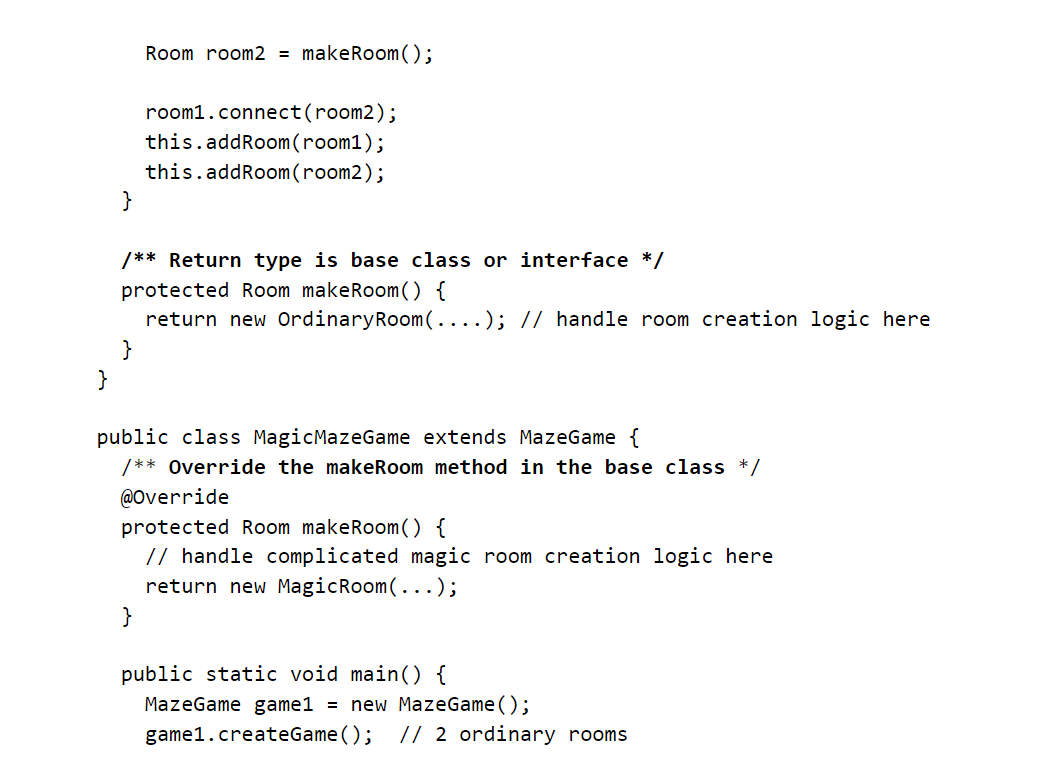 Room room2 = makeRoom();
room1.connect(room2);
this.addRoom(room1);
this.addRoom(room2);
}
/** Return type is base class or interface */
protected Room makeRoom() {
return new OrdinaryRoom(....); // handle room creation logic here
}
}
public class MagicMazeGame extends MazeGame {
/** Override the makeRoom method in the base class */
@Override
protected Room makeRoom() {
// handle complicated magic room creation logic here
return new MagicRoom(...);
}
public static void main() {
MazeGame game1 = new MazeGame();
game1.createGame();  // 2 ordinary rooms